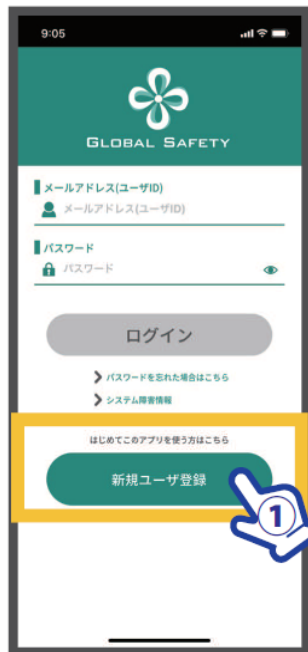 9:05
GLOBAL SAFETY
メールアドレス(ユーザID)
メールアドレス(ユーザID)
パスワード
パスワード
ログイン
パスワードを忘れた場合はこちら
システム障害情報
はじめてこのアプリを使う方はこちら
新規ユーザ登録
1